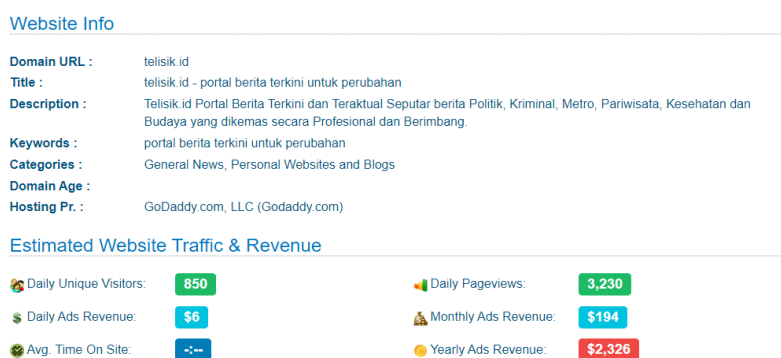 Website Info
Domain URL : telisik.id
Title : telisik.id - portal berita terkini untuk perubahan
Description : Telisik.id Portal Berita Terkini dan Teraktual Seputar berita Politik, Kriminal, Metro, Pariwisata, Kesehatan dan
Budaya yang dikemas secara Profesional dan Berimbang.
Keywords : portal berita terkini untuk perubahan
Categories : General News, Personal Websites and Blogs
Domain Age :
Hosting Pr. : GoDaddy.com, LLC (Godaddy.com)
Estimated Website Traffic & Revenue
Daily Unique Visitors: 850 Daily Pageviews: 3,230
Daily Ads Revenue: $6 Monthly Ads Revenue: $194
Avg. Time On Site: -:-- Yearly Ads Revenue: $2,326